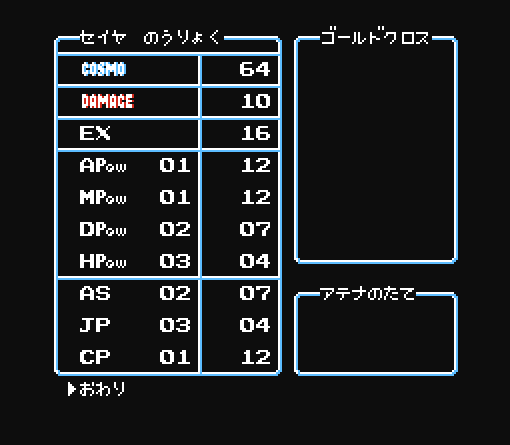 セイヤ のうりょく
COSMO 64
DAMAGE 10
EX 16
APow 01 12
MPow 01 12
DPow 02 07
HPow 03 04
AS 02 07
JP 03 04
CP 01 12
▶おわり
ゴールドクロス
アテナのたて